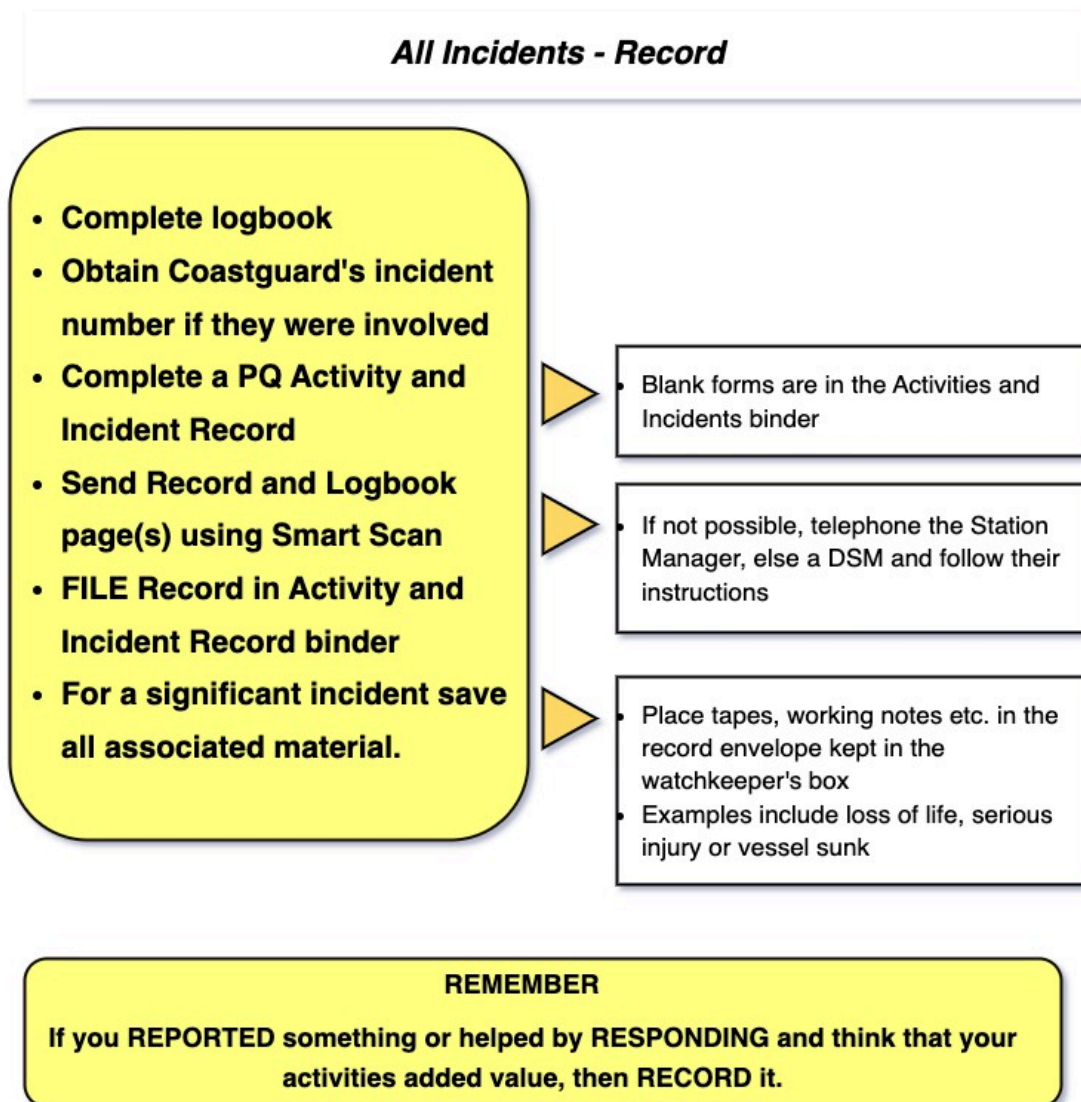 All Incidents - Record
• Complete logbook
• Obtain Coastguard's incident
number if they were involved
• Complete a PQ Activity and
Incident Record
• Send Record and Logbook
page(s) using Smart Scan
• FILE Record in Activity and
Incident Record binder
• For a significant incident save
all associated material.
• Blank forms are in the Activities and
Incidents binder
• If not possible, telephone the Station
Manager, else a DSM and follow their
instructions
• Place tapes, working notes etc. in the
record envelope kept in the
watchkeeper's box
• Examples include loss of life, serious
injury or vessel sunk
REMEMBER
If you REPORTED something or helped by RESPONDING and think that your
activities added value, then RECORD it.